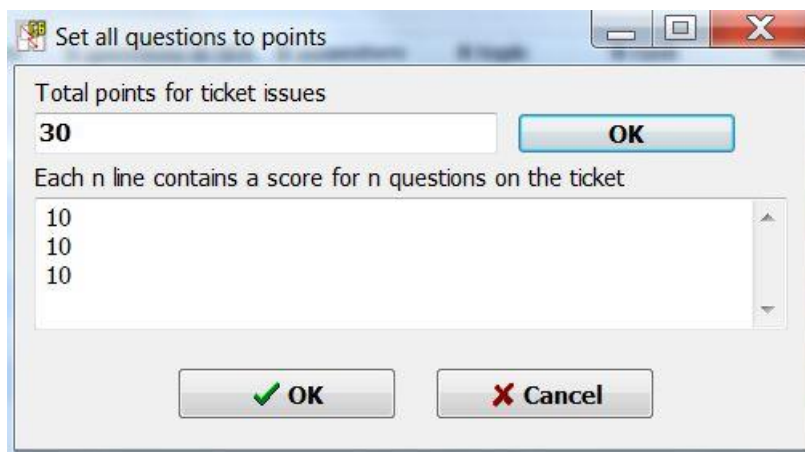 Set all questions to points
Total points for ticket issues
30
OK
Each n line contains a score for n questions on the ticket
10
10
10
OK
Cancel